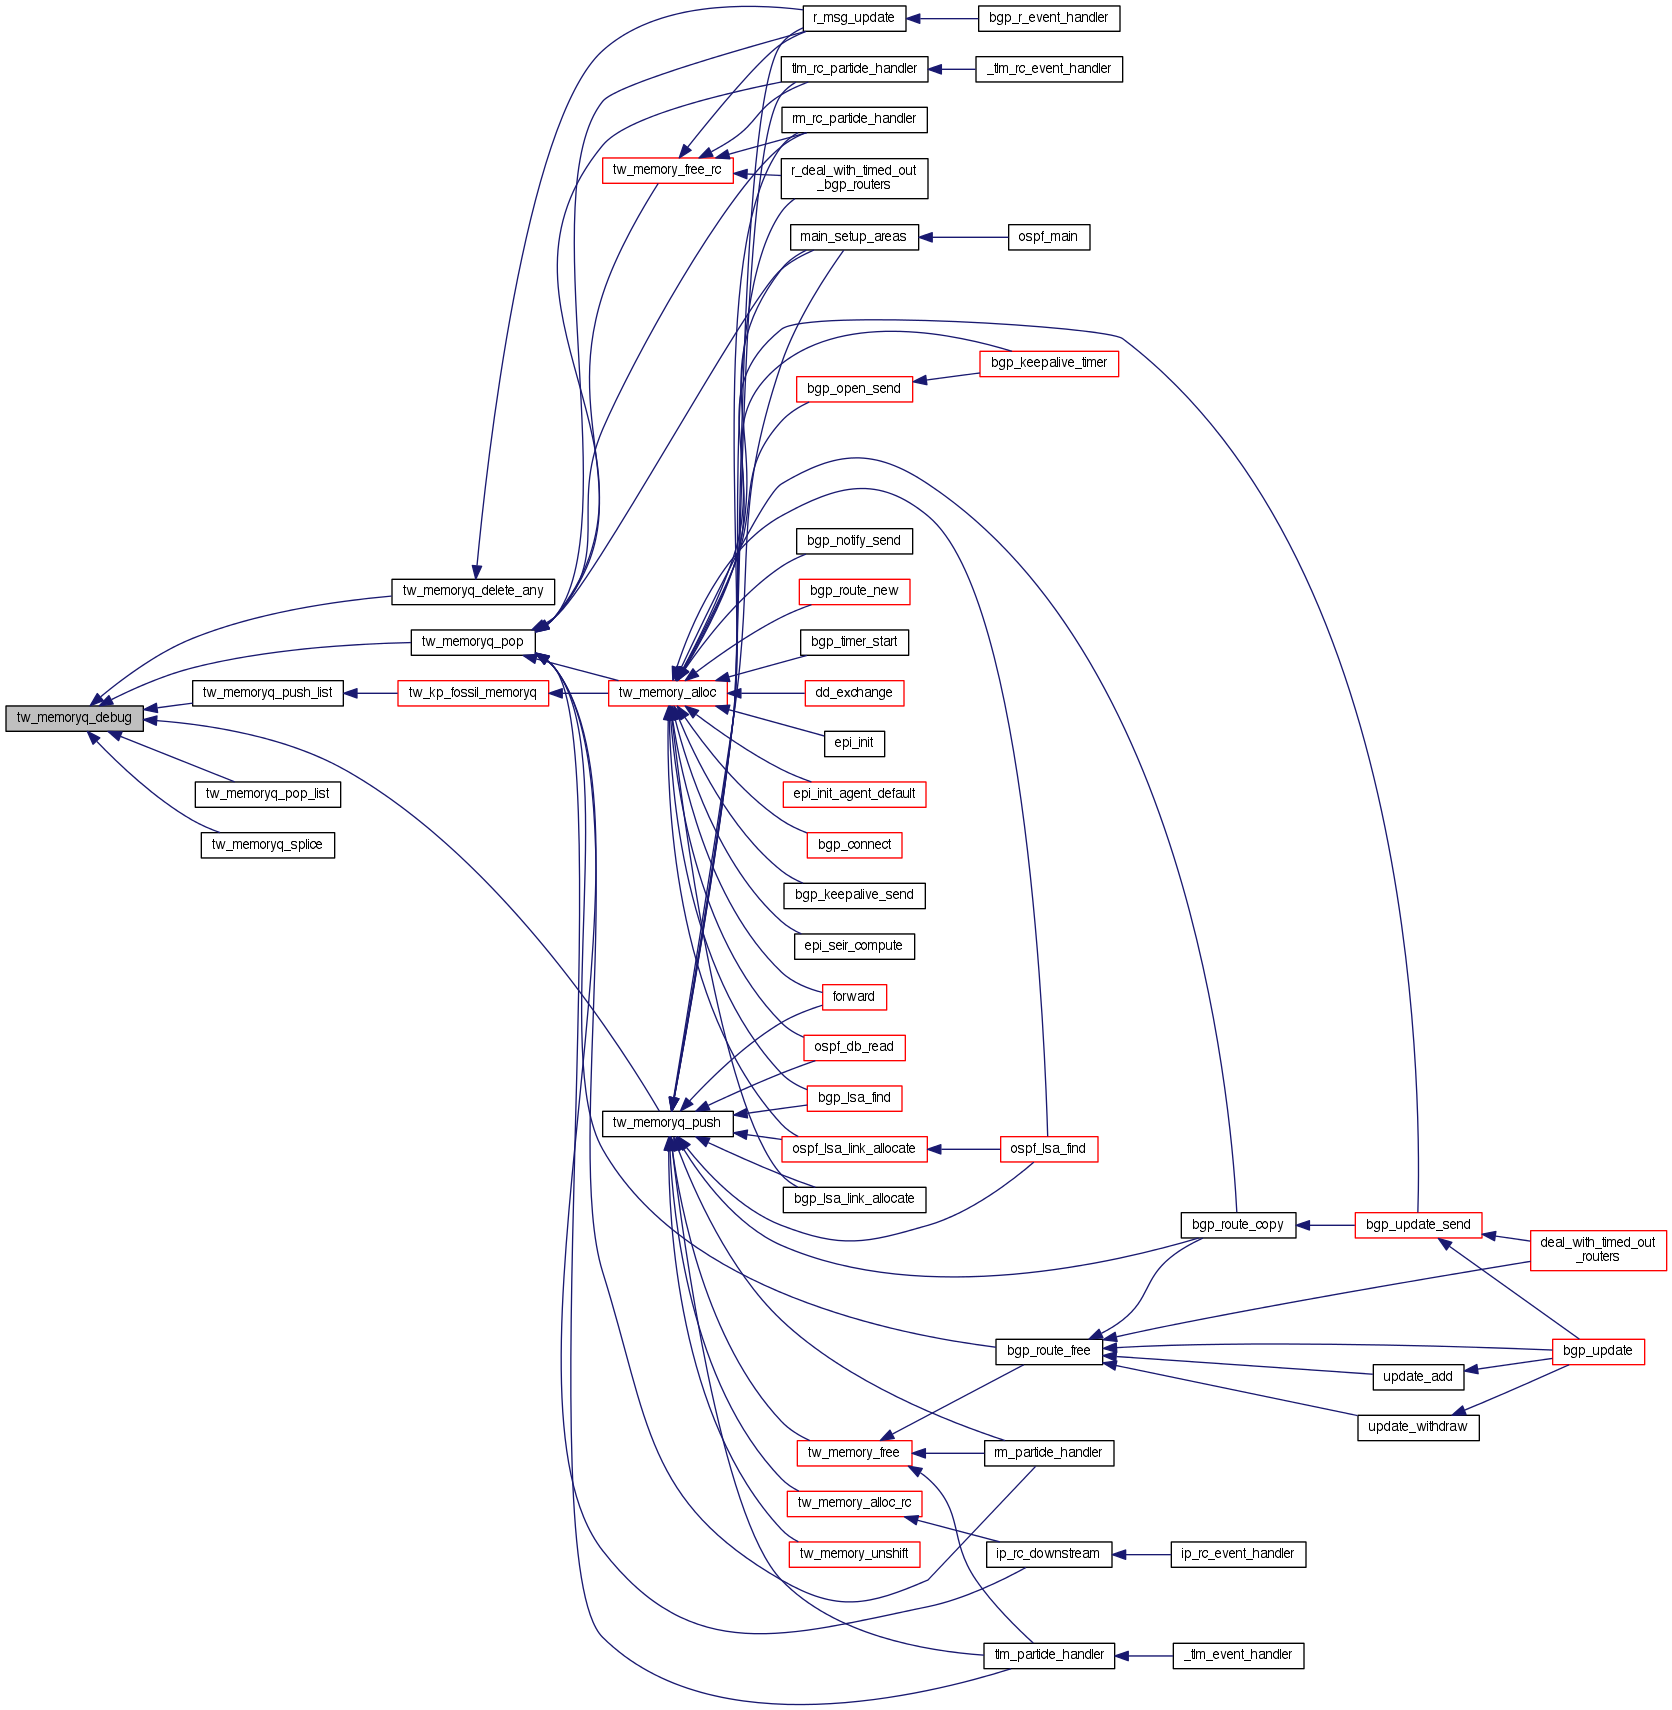 r_msg_update
bgp_r_event_handler
tlm_rc_particle_handler
_tlm_rc_event_handler
rm_rc_particle_handler
tw_memory_free_rc
r_deal_with_timed_out
_bgp_routers
main_setup_areas
ospf_main
bgp_keepalive_timer
bgp_open_send
bgp_notify_send
tw_memoryq_delete_any
bgp_route_new
tw_memoryq_pop
bgp_timer_start
tw_memoryq_push_list
tw_kp_fossil_memoryq
tw_memory_alloc
dd_exchange
tw_memoryq_debug
epi_init
tw_memoryq_pop_list
epi_init_agent_default
tw_memoryq_splice
bgp_connect
bgp_keepalive_send
epi_seir_compute
forward
ospf_db_read
bgp_lsa_find
tw_memoryq_push
ospf_lsa_link_allocate
ospf_lsa_find
bgp_lsa_link_allocate
bgp_route_copy
bgp_update_send
deal_with_timed_out
_routers
bgp_route_free
bgp_update
update_add
update_withdraw
tw_memory_free
rm_particle_handler
tw_memory_alloc_rc
tw_memory_unshift
ip_rc_downstream
ip_rc_event_handler
tlm_particle_handler
_tlm_event_handler